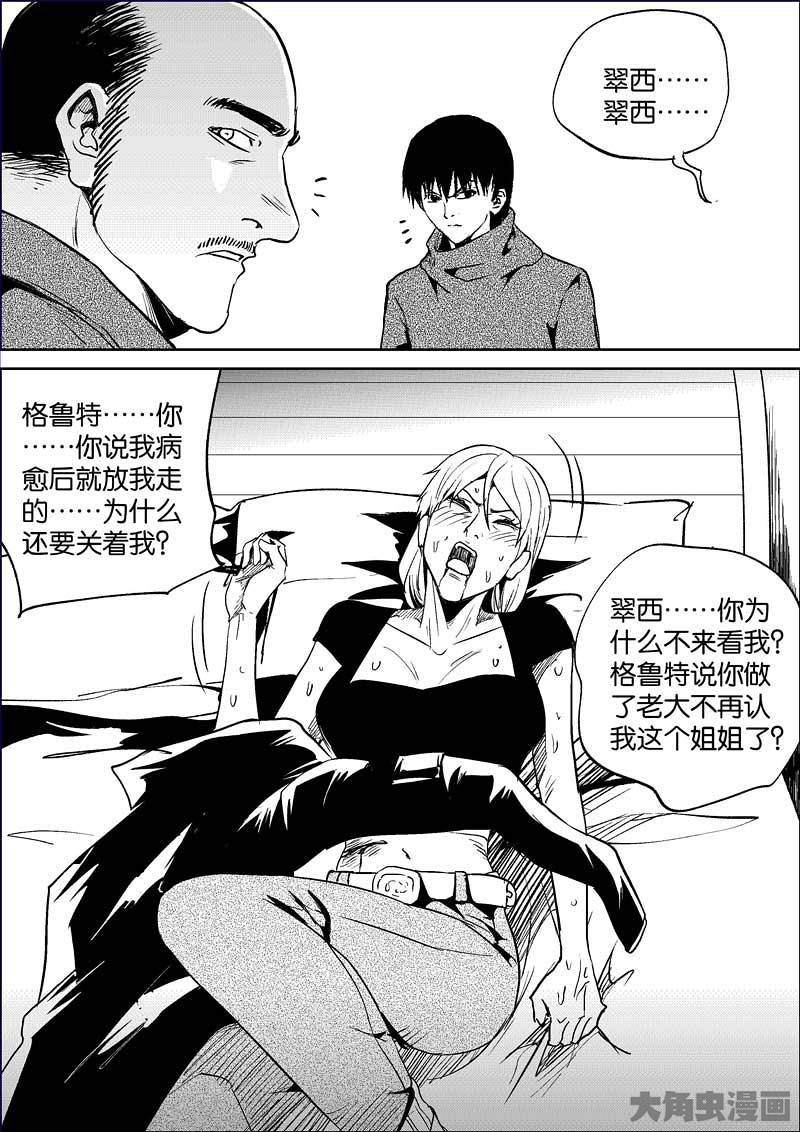 翠西……
翠西……
格鲁特……你
……你说我病
愈后就放我走
的……为什么
还要关着我？
翠西……你为
什么不来看我？
格鲁特说你做
了老大不再认
我这个姐姐了？
大角虫漫画